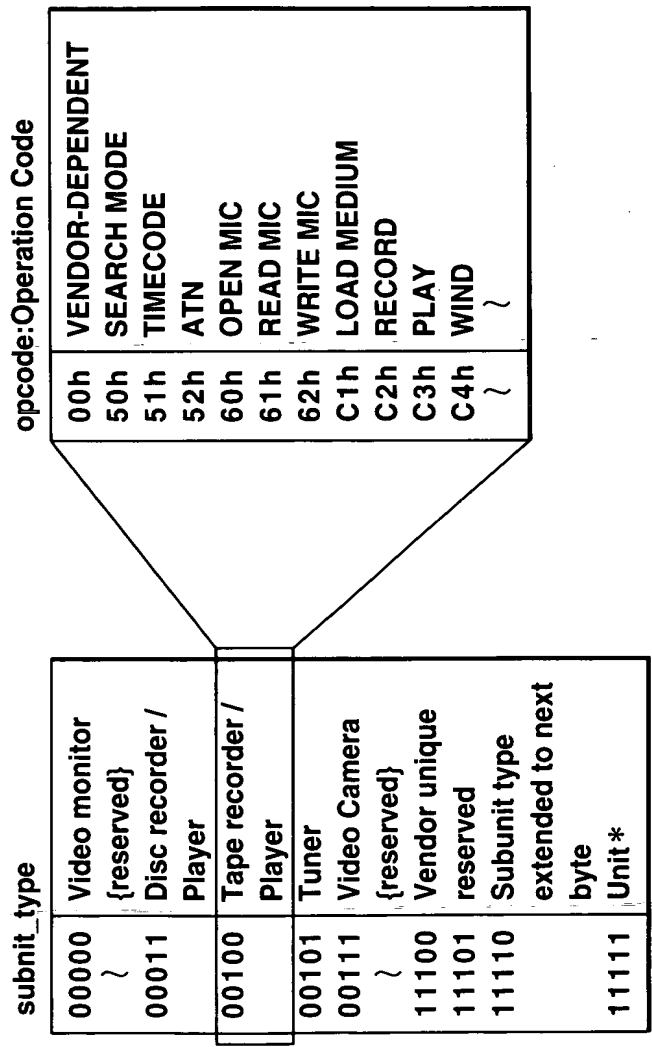 subnit_type
00000 Video monitor
~ {reserved}
00011 Disc recorder /
Player
00100 Tape recorder /
Player
00101 Tuner
00111 Video Camera
~ {reserved}
11100 Vendor unique
11101 reserved
11110 Subunit type
extended to next
byte
11111 Unit*
opcode:Operation Code
00h VENDOR-DEPENDENT
50h SEARCH MODE
51h TIMECODE
52h ATN
60h OPEN MIC
61h READ MIC
62h WRITE MIC
C1h LOAD MEDIUM
C2h RECORD
C3h PLAY
C4h WIND
~ ~